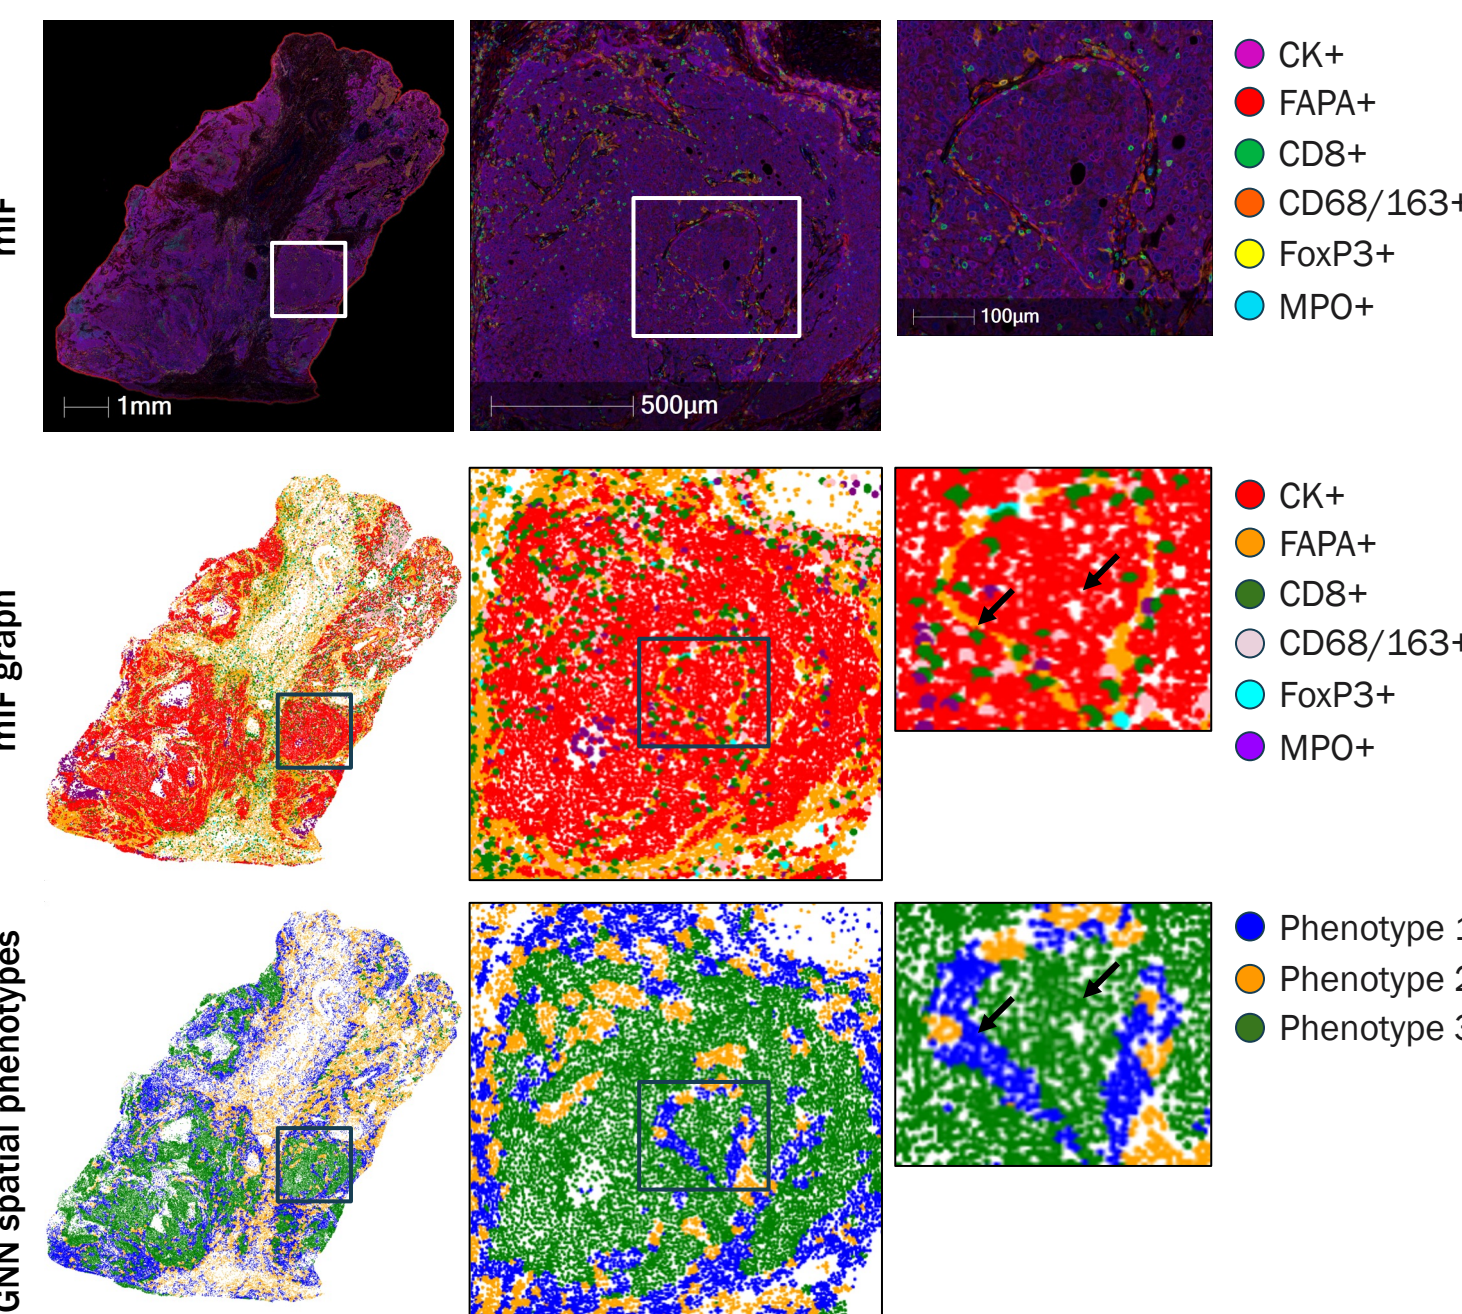 mIF
CK+
FAPA+
CD8+
CD68/163+
FoxP3+
MPO+
1mm
500µm
100µm
mIF graph
CK+
FAPA+
CD8+
CD68/163+
FoxP3+
MPO+
GNN spatial phenotypes
Phenotype 1
Phenotype 2
Phenotype 3